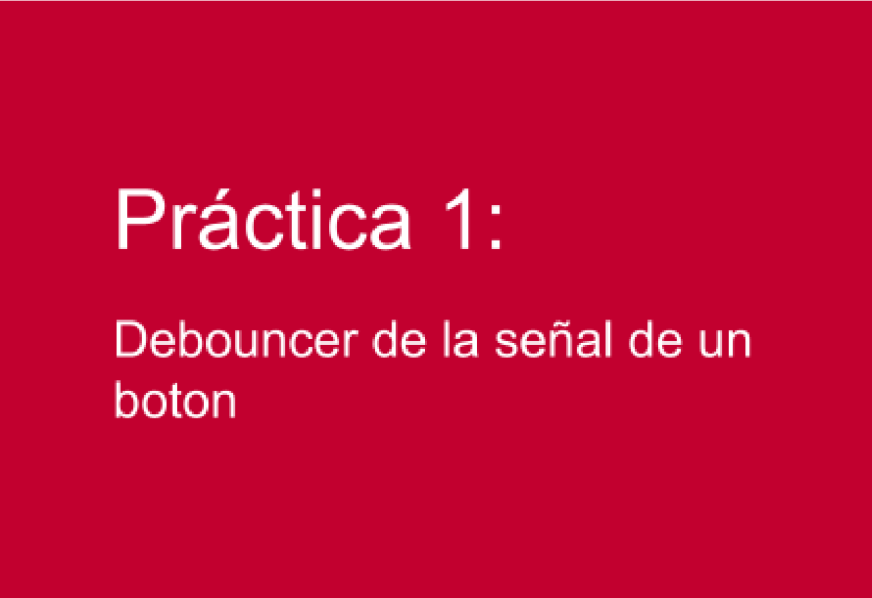 Práctica 1:
Debouncer de la señal de un
boton